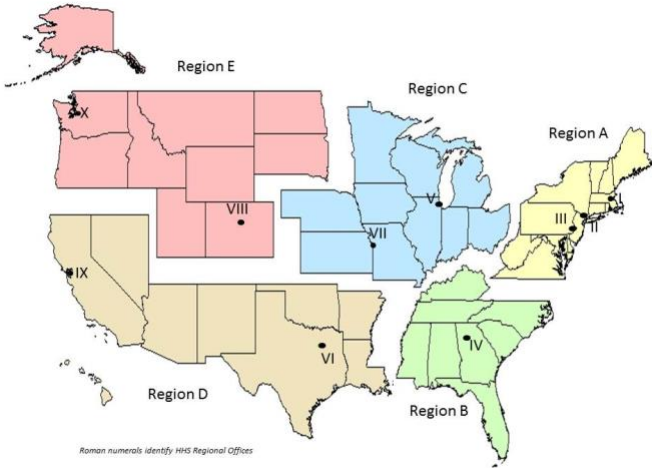 Region E
Region C
Region A
X
VIII
V
VII
I
II
III
IX
VI
IV
Region D
Region B
Roman numerals identify HHS Regional Offices